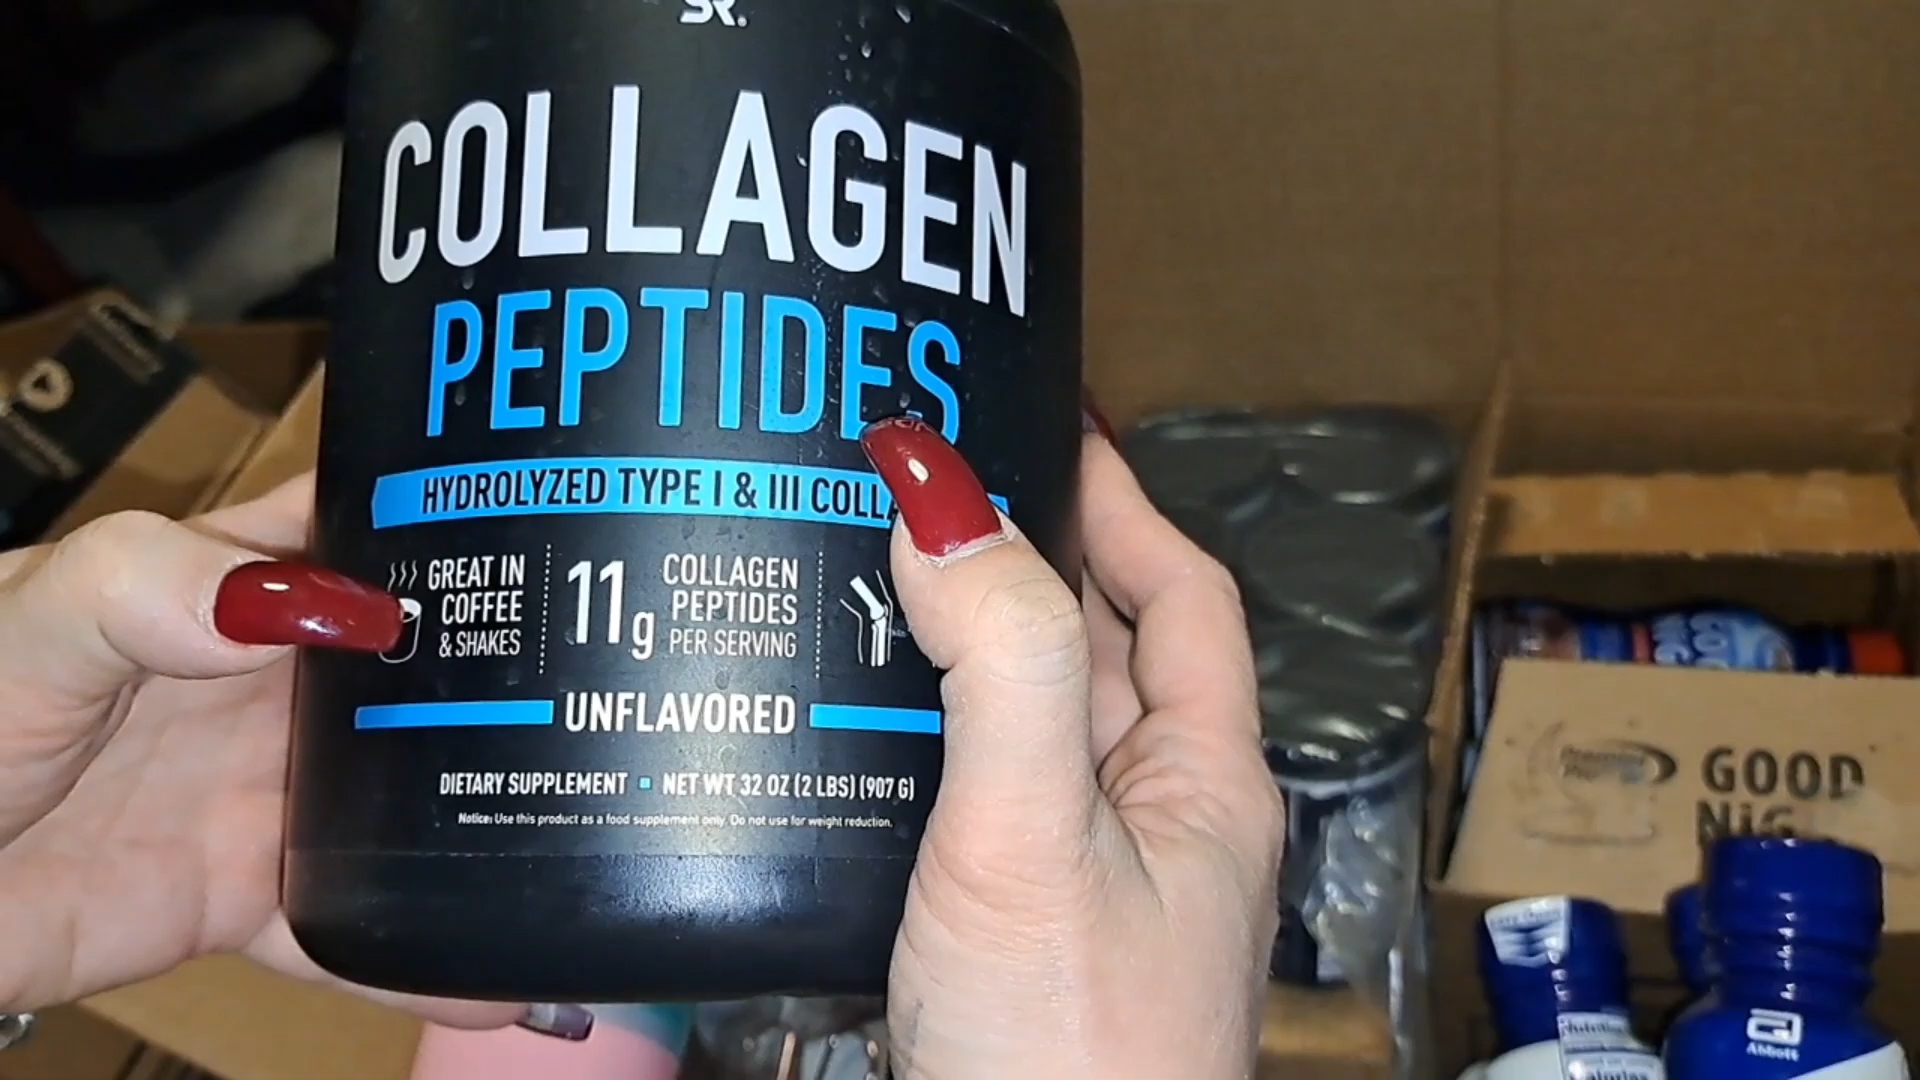 SR.
COLLAGEN
PEPTIDES
HYDROLYZED TYPE I & III COLLA
GREAT IN
COFFEE
& SHAKES
11g
COLLAGEN
PEPTIDES
PER SERVING
UNFLAVORED
DIETARY SUPPLEMENT ▪ NET WT 32 OZ (2 LBS) (907 G)
Notice: Use this product as a food supplement only. Do not use for weight reduction.
GOOD
NiG
Abbott